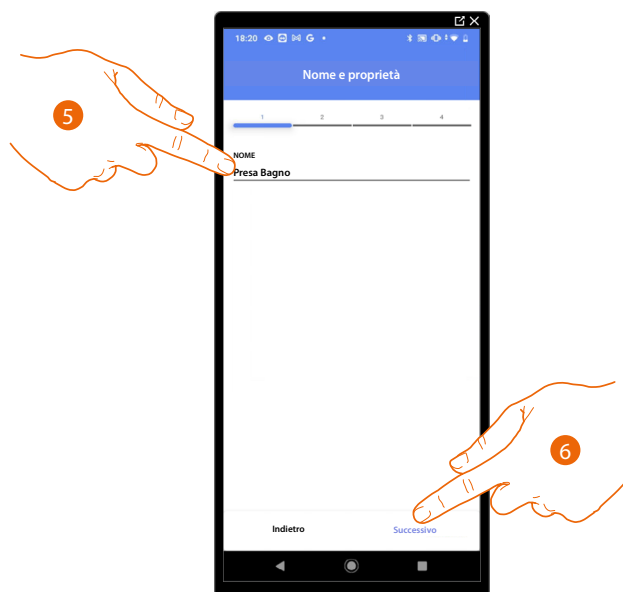 18:20 G
Nome e proprietà
1 2 3 4
NOME
Presa Bagno
5
6
Indietro Successivo